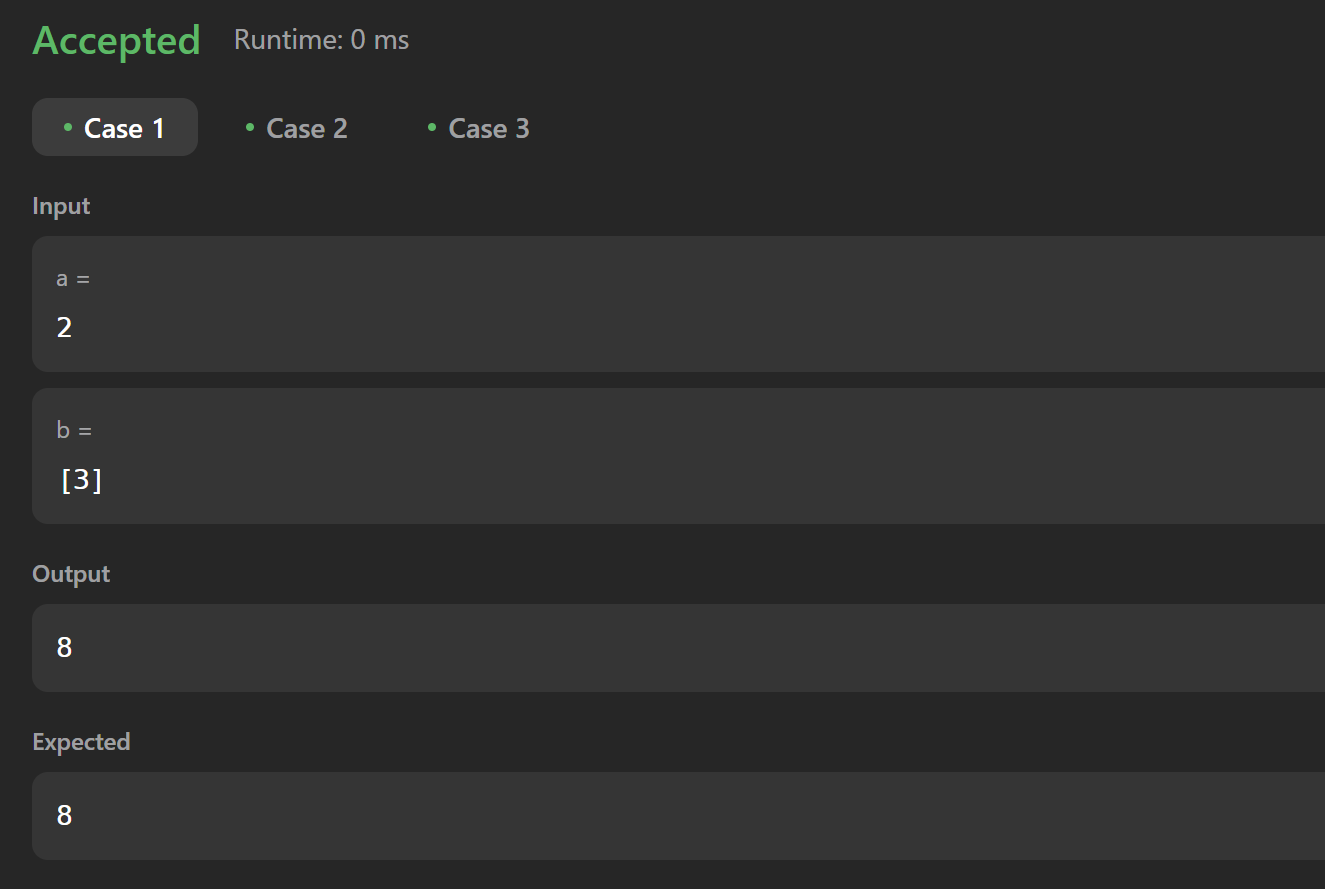 Accepted Runtime: 0 ms
Case 1 Case 2 Case 3
Input
a =
2
b =
[3]
Output
8
Expected
8